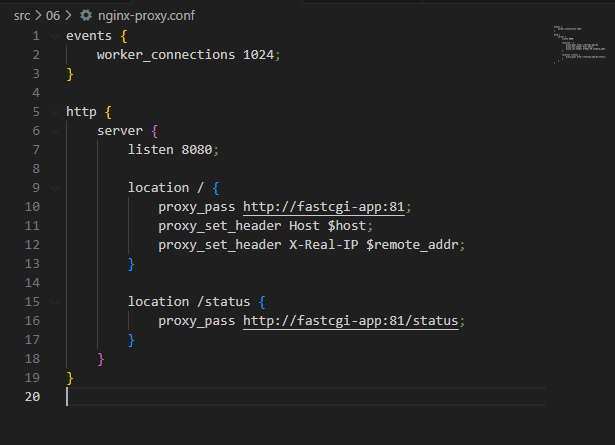 src > 06 > nginx-proxy.conf
1 events {
2     worker_connections 1024;
3 }
4
5 http {
6     server {
7         listen 8080;
8
9         location / {
10             proxy_pass http://fastcgi-app:81;
11             proxy_set_header Host $host;
12             proxy_set_header X-Real-IP $remote_addr;
13         }
14
15         location /status {
16             proxy_pass http://fastcgi-app:81/status;
17         }
18     }
19 }
20